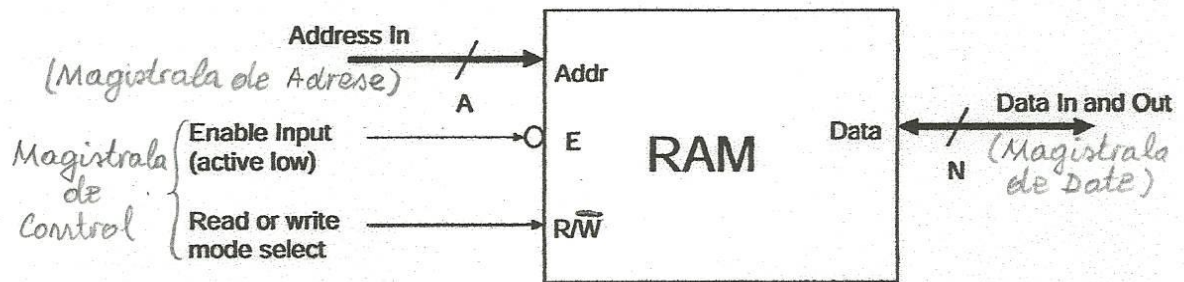 Address In
(Magistrala de Adrese)
A
Addr
Magistrala
de
Control
Enable Input
(active low)
E
Read or write
mode select
R/W̅
RAM
Data
Data In and Out
N
(Magistrala
de Date)